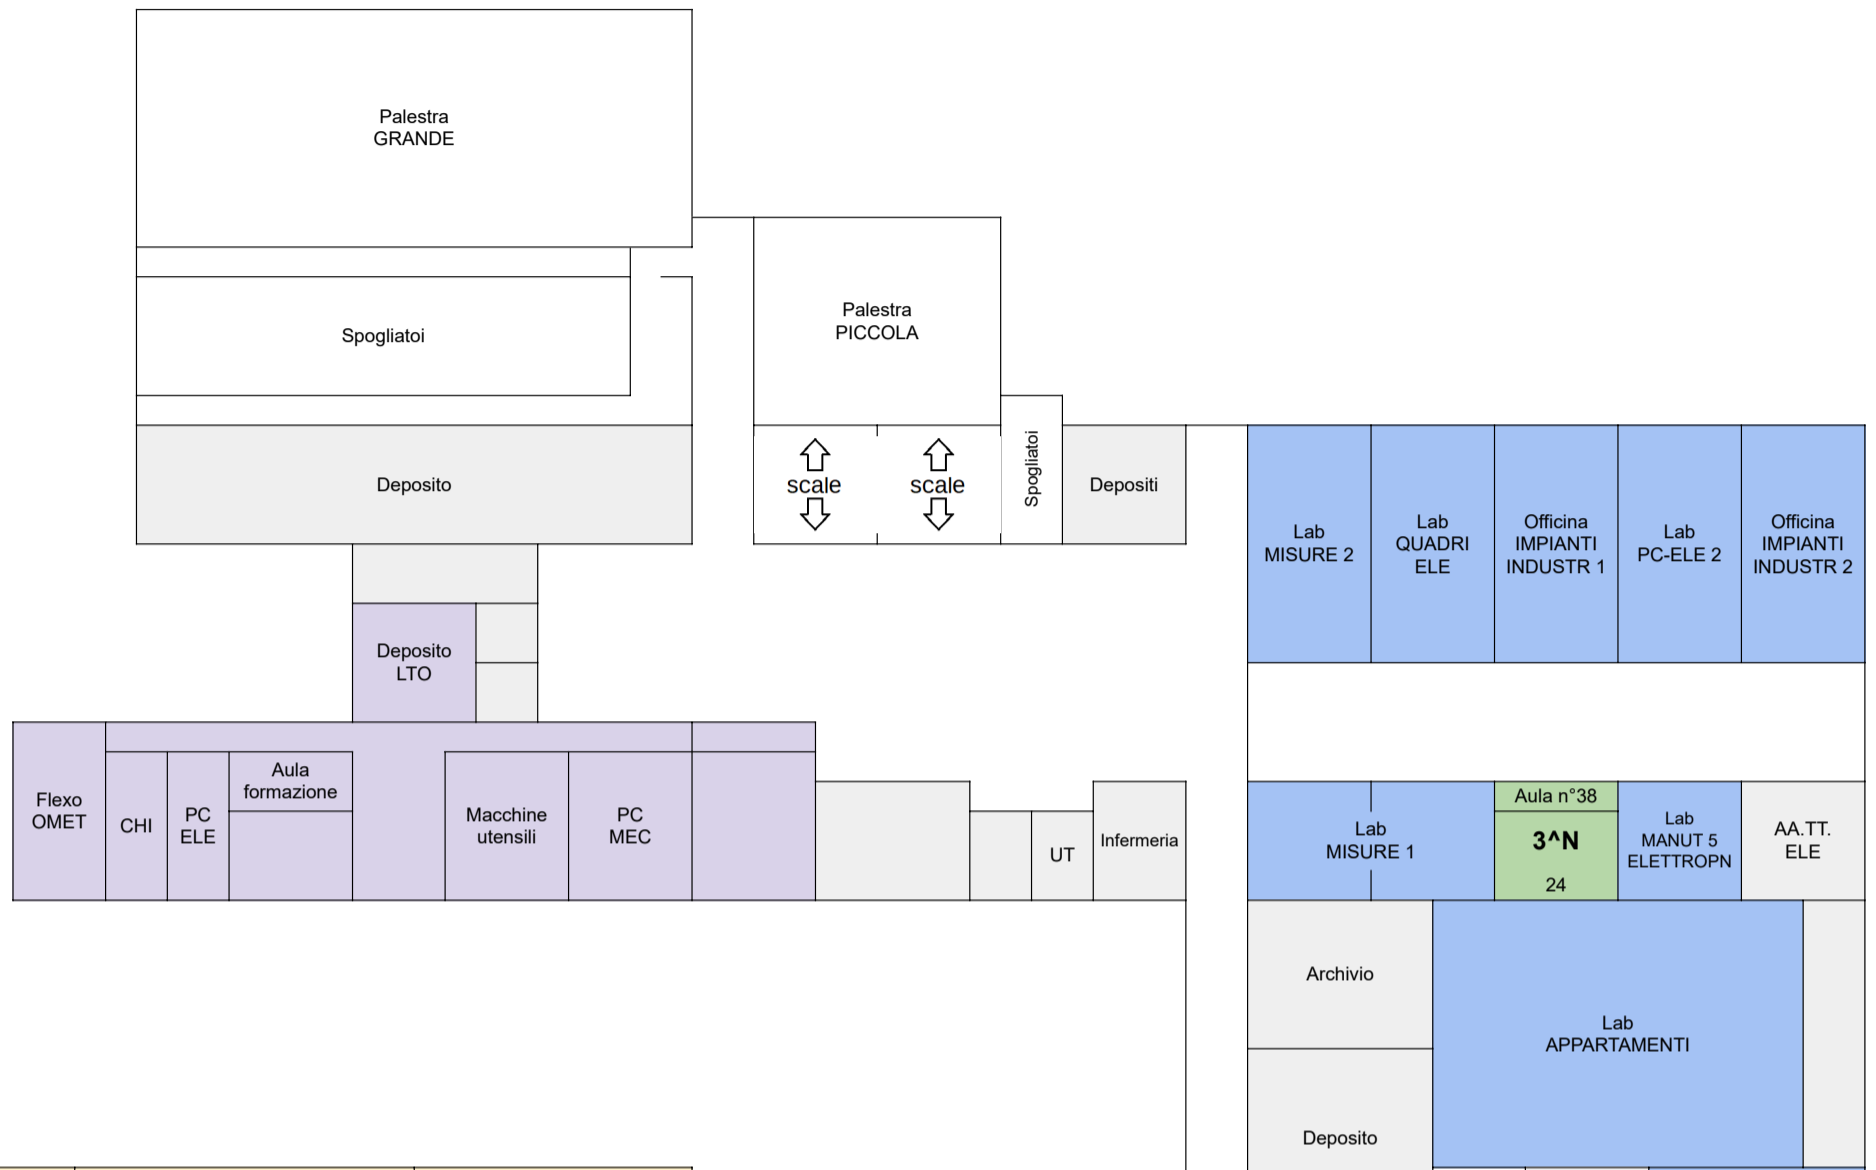 Palestra
GRANDE
Palestra
PICCOLA
Spogliatoi
Deposito
scale
scale
Spogliatoi
Depositi
Lab
MISURE 2
Lab
QUADRI
ELE
Officina
IMPIANTI
INDUSTR 1
Lab
PC-ELE 2
Officina
IMPIANTI
INDUSTR 2
Deposito
LTO
Flexo
OMET
CHI
PC
ELE
Aula
formazione
Macchine
utensili
PC
MEC
UT
Infermeria
Lab
MISURE 1
Aula n°38
3^N
24
Lab
MANUT 5
ELETTROPN
AA.TT.
ELE
Archivio
Lab
APPARTAMENTI
Deposito